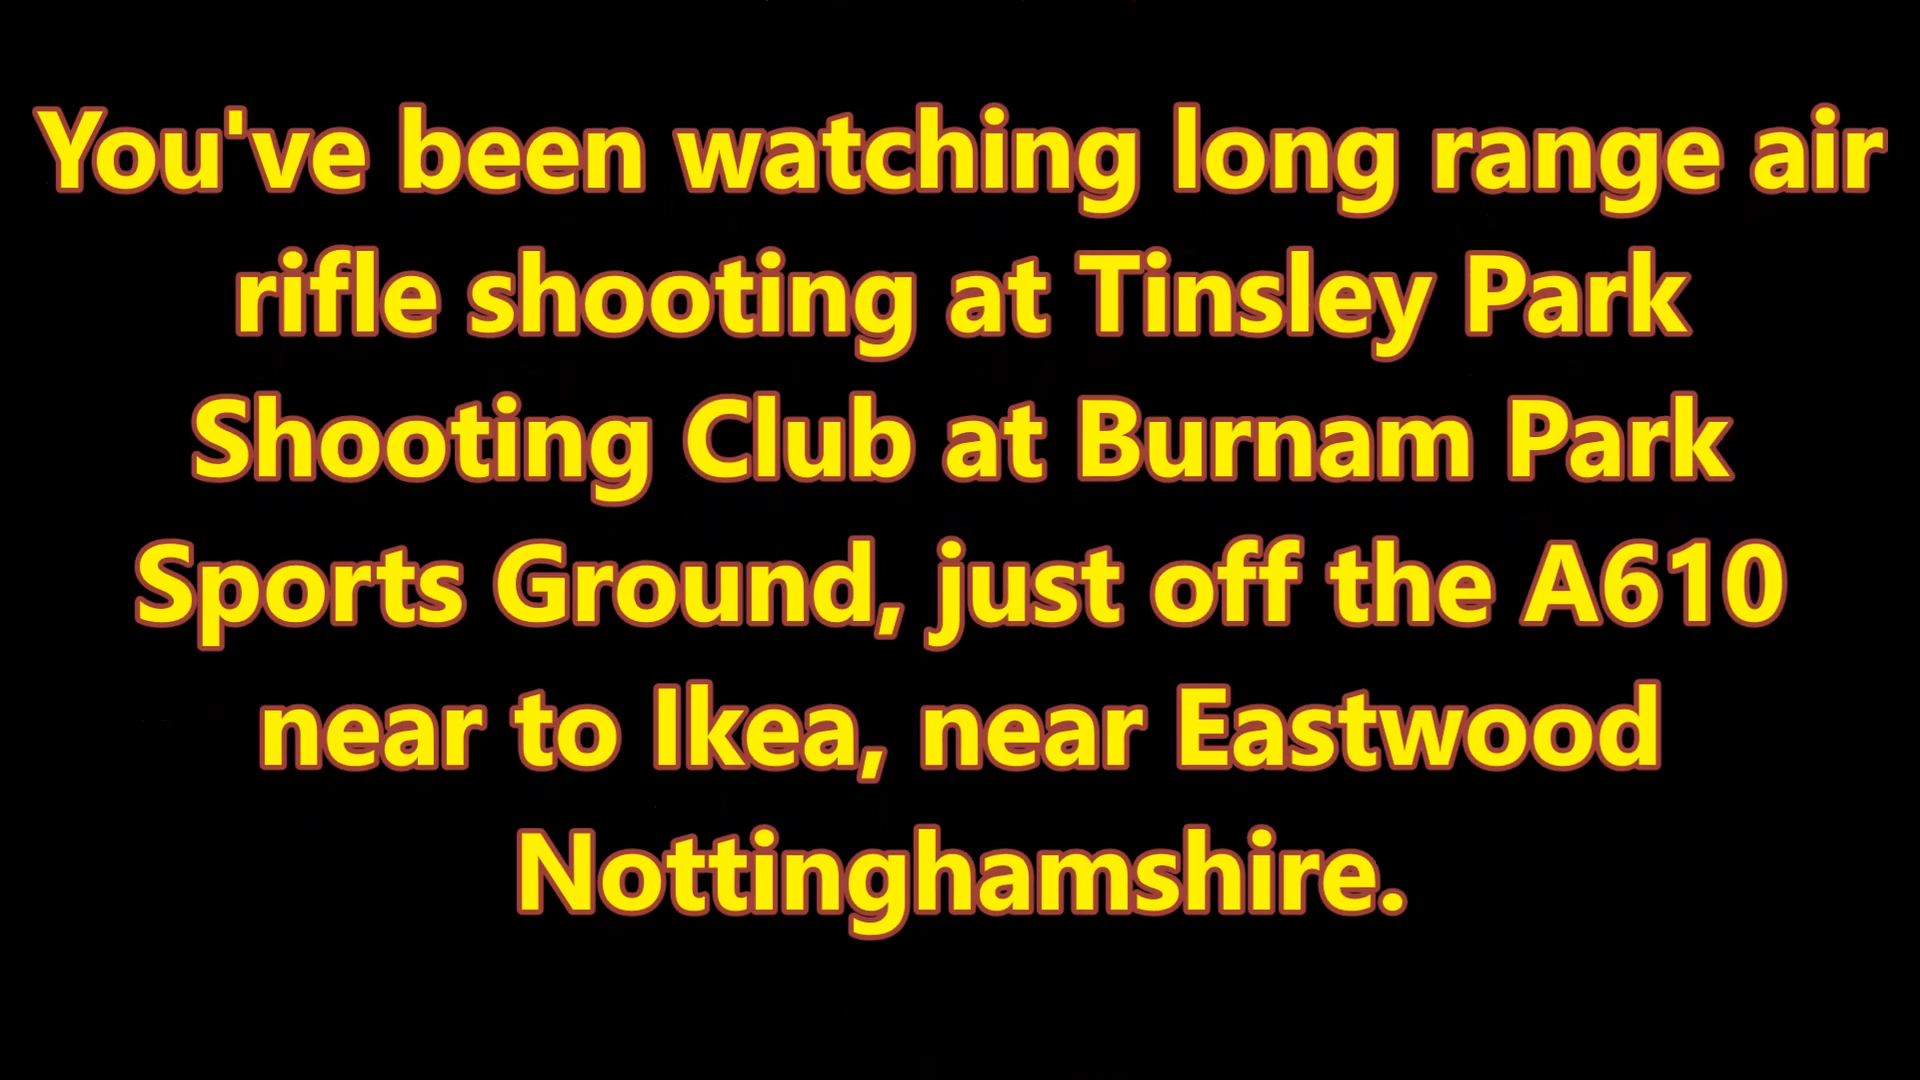 You've been watching long range air
rifle shooting at Tinsley Park
Shooting Club at Burnam Park
Sports Ground, just off the A610
near to Ikea, near Eastwood
Nottinghamshire.